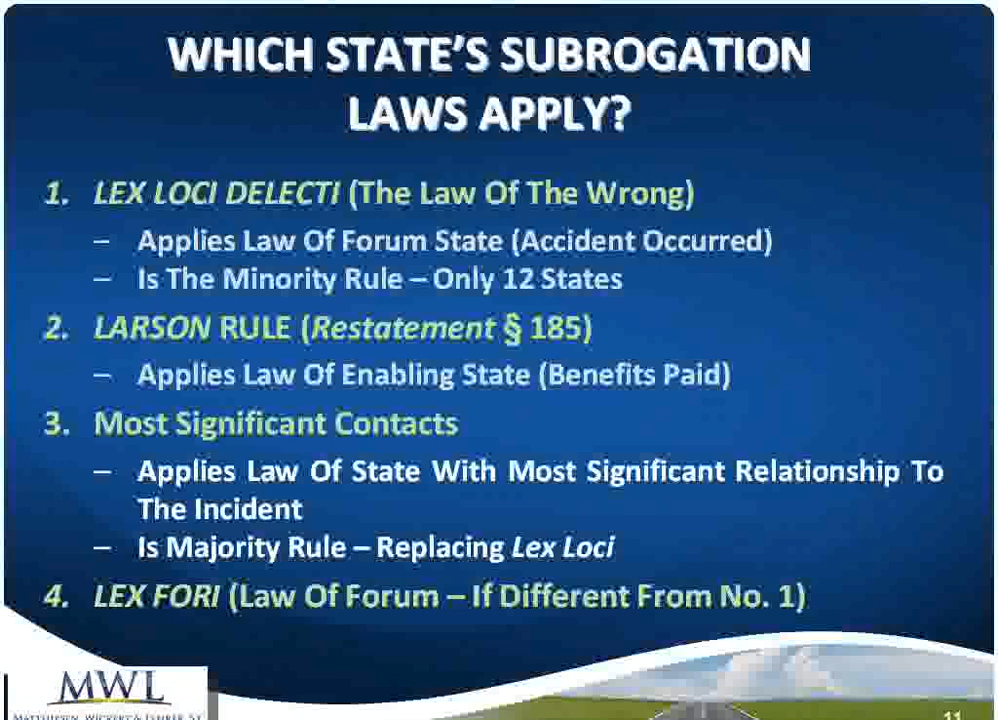 WHICH STATE'S SUBROGATION
LAWS APPLY?
1. LEX LOCI DELECTI (The Law Of The Wrong)
– Applies Law Of Forum State (Accident Occurred)
– Is The Minority Rule – Only 12 States
2. LARSON RULE (Restatement § 185)
– Applies Law Of Enabling State (Benefits Paid)
3. Most Significant Contacts
– Applies Law Of State With Most Significant Relationship To
The Incident
– Is Majority Rule – Replacing Lex Loci
4. LEX FORI (Law Of Forum – If Different From No. 1)
MWL
MATTHIESEN, WICKERT & LEHRER, S.C.
11